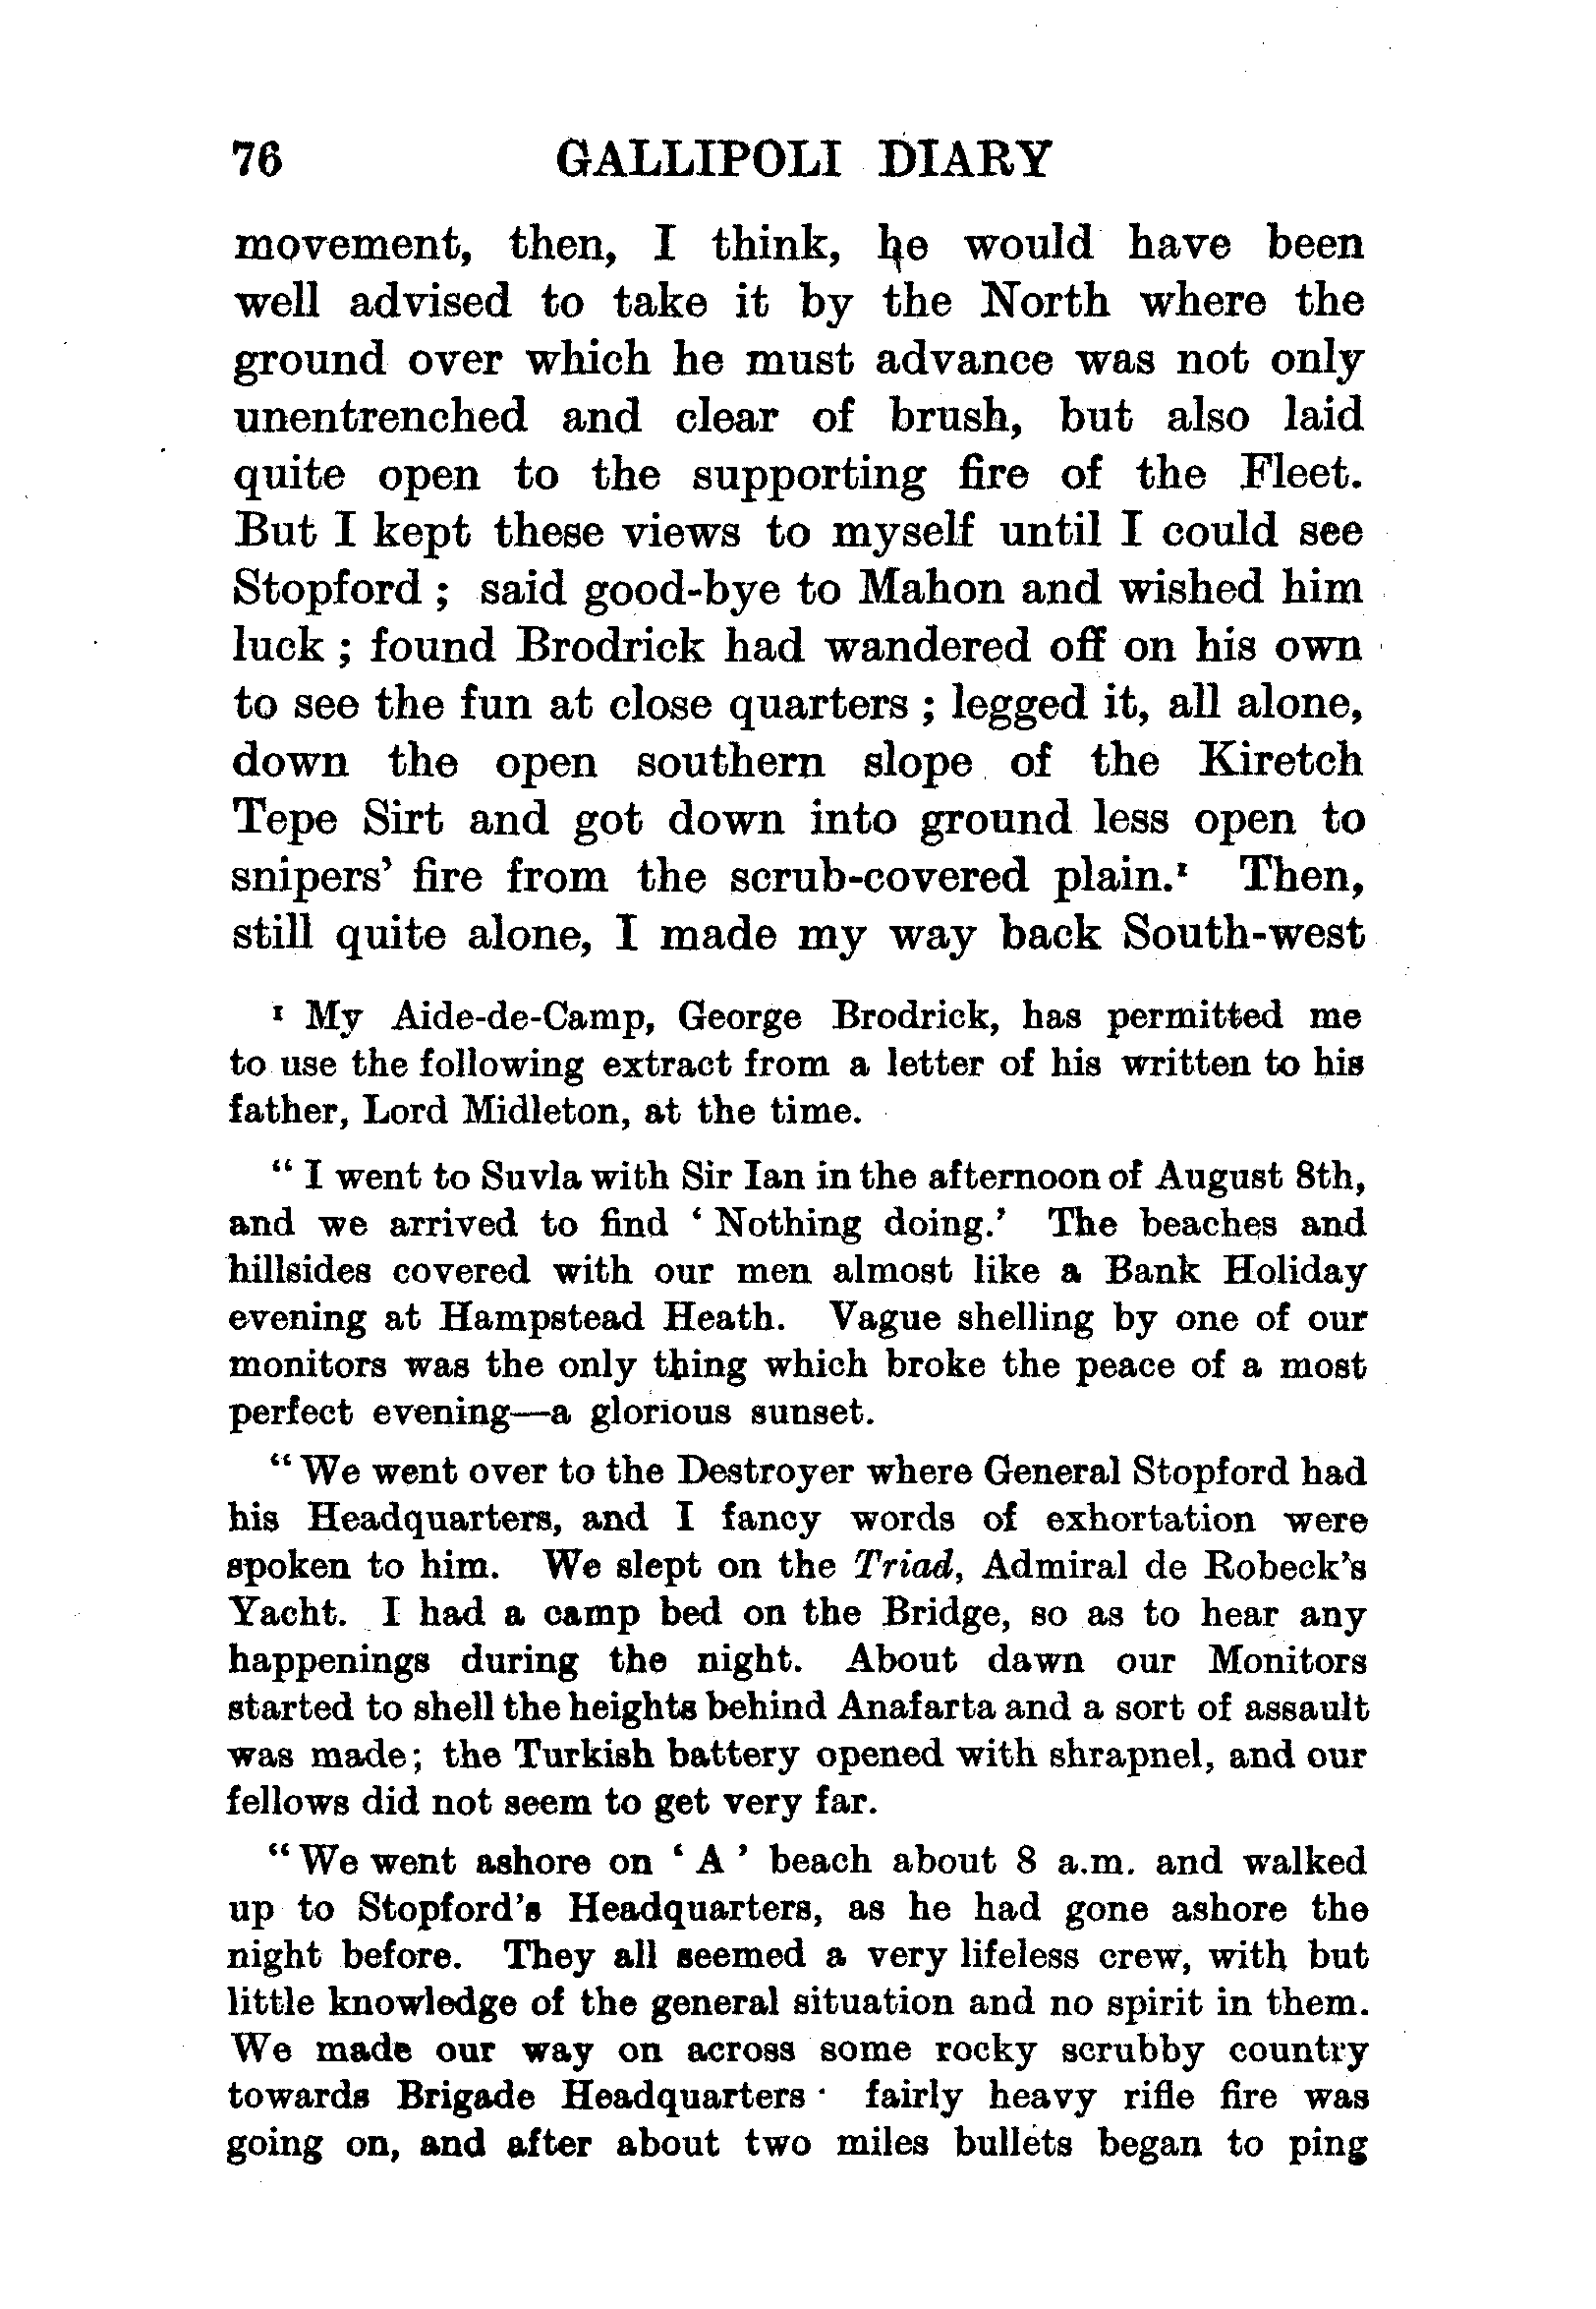 76 GALLIPOLI DIARY
movement, then, I think, he would have been
well advised to take it by the North where the
ground over which he must advance was not only
unentrenched and clear of brush, but also laid
quite open to the supporting fire of the Fleet.
But I kept these views to myself until I could see
Stopford ; said good-bye to Mahon and wished him
luck ; found Brodrick had wandered off on his own
to see the fun at close quarters ; legged it, all alone,
down the open southern slope of the Kiretch
Tepe Sirt and got down into ground less open to
snipers’ fire from the scrub-covered plain.¹ Then,
still quite alone, I made my way back South-west
¹ My Aide-de-Camp, George Brodrick, has permitted me
to use the following extract from a letter of his written to his
father, Lord Midleton, at the time.
“ I went to Suvla with Sir Ian in the afternoon of August 8th,
and we arrived to find ‘ Nothing doing.’ The beaches and
hillsides covered with our men almost like a Bank Holiday
evening at Hampstead Heath. Vague shelling by one of our
monitors was the only thing which broke the peace of a most
perfect evening—a glorious sunset.
“ We went over to the Destroyer where General Stopford had
his Headquarters, and I fancy words of exhortation were
spoken to him. We slept on the Triad, Admiral de Robeck’s
Yacht. I had a camp bed on the Bridge, so as to hear any
happenings during the night. About dawn our Monitors
started to shell the heights behind Anafarta and a sort of assault
was made; the Turkish battery opened with shrapnel, and our
fellows did not seem to get very far.
“ We went ashore on ‘ A ’ beach about 8 a.m. and walked
up to Stopford’s Headquarters, as he had gone ashore the
night before. They all seemed a very lifeless crew, with but
little knowledge of the general situation and no spirit in them.
We made our way on across some rocky scrubby country
towards Brigade Headquarters · fairly heavy rifle fire was
going on, and after about two miles bullets began to ping